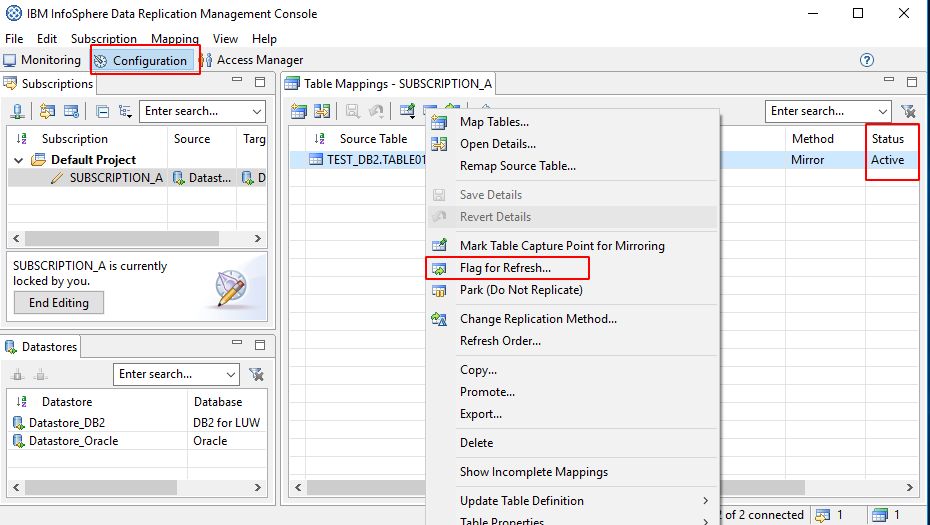 IBM InfoSphere Data Replication Management Console
File Edit Subscription Mapping View Help
Monitoring Configuration Access Manager
Subscriptions
Enter search...
Subscription Source Targ
Default Project
SUBSCRIPTION_A Datast... D
SUBSCRIPTION_A is currently
locked by you.
End Editing
Datastores
Enter search...
Datastore Database
Datastore_DB2 DB2 for LUW
Datastore_Oracle Oracle
Table Mappings - SUBSCRIPTION_A
Enter search...
Source Table Method Status
TEST_DB2.TABLE01 Mirror Active
Map Tables...
Open Details...
Remap Source Table...
Save Details
Revert Details
Mark Table Capture Point for Mirroring
Flag for Refresh...
Park (Do Not Replicate)
Change Replication Method...
Refresh Order...
Copy...
Promote...
Export...
Delete
Show Incomplete Mappings
Update Table Definition
Table Properties
2 of 2 connected 1 1